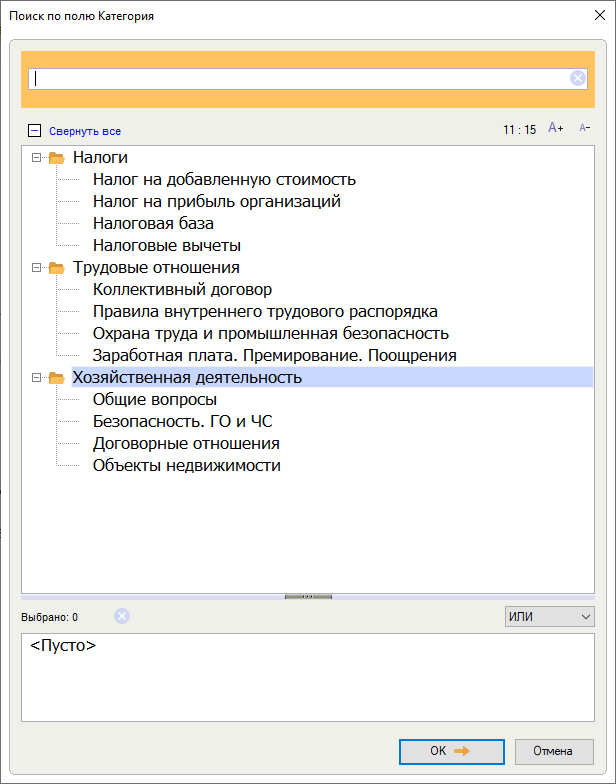 Поиск по полю Категория
Свернуть все
11 : 15 A+ A-
Налоги
Налог на добавленную стоимость
Налог на прибыль организаций
Налоговая база
Налоговые вычеты
Трудовые отношения
Коллективный договор
Правила внутреннего трудового распорядка
Охрана труда и промышленная безопасность
Заработная плата. Премирование. Поощрения
Хозяйственная деятельность
Общие вопросы
Безопасность. ГО и ЧС
Договорные отношения
Объекты недвижимости
Выбрано: 0
ИЛИ
<Пусто>
OK
Отмена